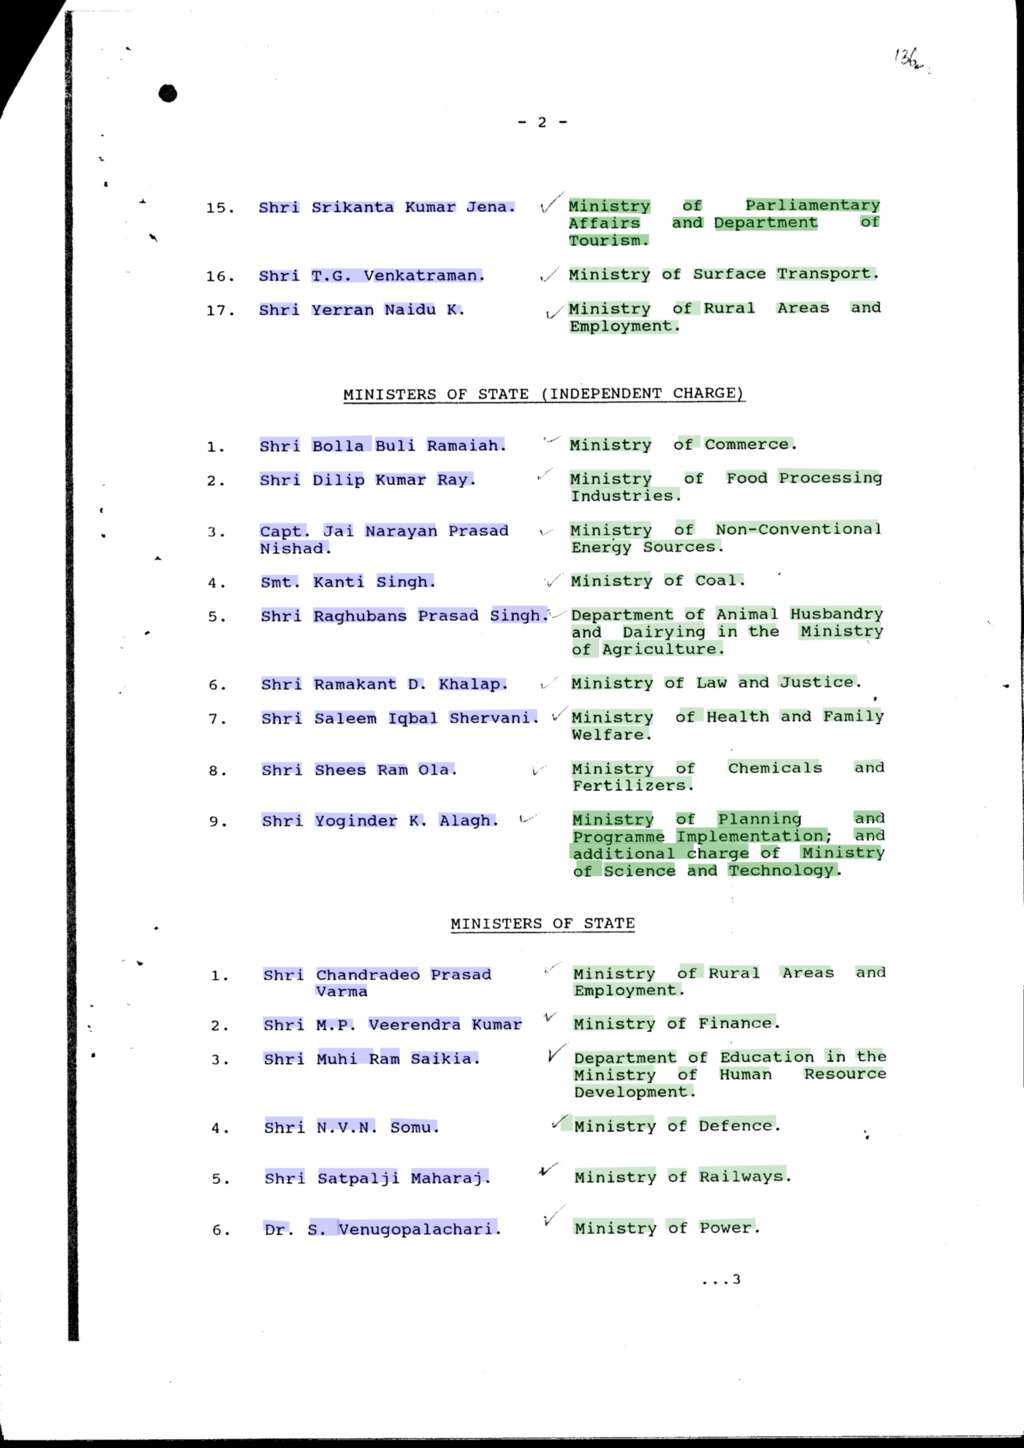 136
- 2 -
15. Shri Srikanta Kumar Jena. ✓ Ministry of Parliamentary
Affairs and Department of
Tourism.
16. Shri T.G. Venkatraman. ✓ Ministry of Surface Transport.
17. Shri Yerran Naidu K. ✓ Ministry of Rural Areas and
Employment.
MINISTERS OF STATE (INDEPENDENT CHARGE)
1. Shri Bolla Buli Ramaiah. ✓ Ministry of Commerce.
2. Shri Dilip Kumar Ray. ✓ Ministry of Food Processing
Industries.
3. Capt. Jai Narayan Prasad ✓ Ministry of Non-Conventional
Nishad. Energy Sources.
4. Smt. Kanti Singh. ✓ Ministry of Coal.
5. Shri Raghubans Prasad Singh. ✓ Department of Animal Husbandry
and Dairying in the Ministry
of Agriculture.
6. Shri Ramakant D. Khalap. ✓ Ministry of Law and Justice.
7. Shri Saleem Iqbal Shervani. ✓ Ministry of Health and Family
Welfare.
8. Shri Shees Ram Ola. ✓ Ministry of Chemicals and
Fertilizers.
9. Shri Yoginder K. Alagh. ✓ Ministry of Planning and
Programme Implementation; and
additional charge of Ministry
of Science and Technology.
MINISTERS OF STATE
1. Shri Chandradeo Prasad ✓ Ministry of Rural Areas and
Varma Employment.
2. Shri M.P. Veerendra Kumar ✓ Ministry of Finance.
3. Shri Muhi Ram Saikia. ✓ Department of Education in the
Ministry of Human Resource
Development.
4. Shri N.V.N. Somu. ✓ Ministry of Defence.
5. Shri Satpalji Maharaj. ✓ Ministry of Railways.
6. Dr. S. Venugopalachari. ✓ Ministry of Power.
...3